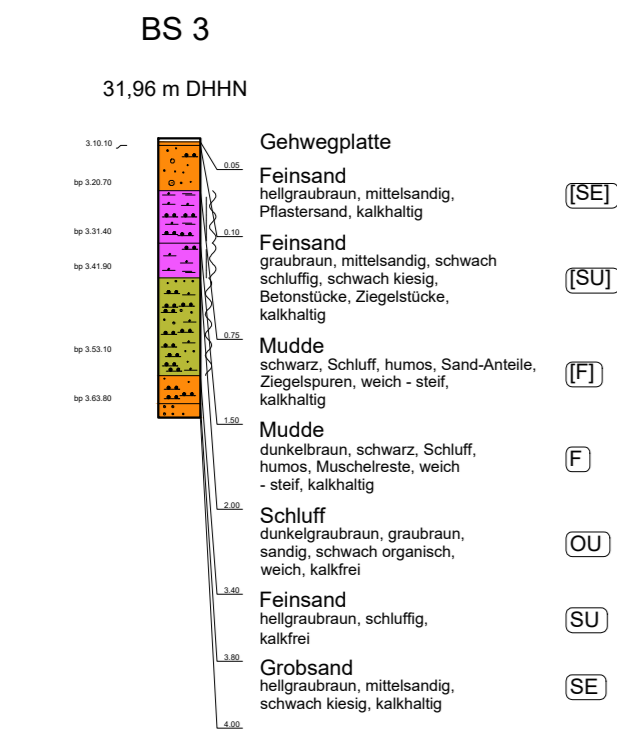 BS 3
31,96 m DHHN
3.10.10
bp 3.20.70
bp 3.31.40
bp 3.41.90
bp 3.53.10
bp 3.63.80
Gehwegplatte
0.05
Feinsand
hellgraubraun, mittelsandig,
Pflastersand, kalkhaltig
[SE]
0.10
Feinsand
graubraun, mittelsandig, schwach
schluffig, schwach kiesig,
Betonstücke, Ziegelstücke,
kalkhaltig
[SU]
0.75
Mudde
schwarz, Schluff, humos, Sand-Anteile,
Ziegelspuren, weich - steif,
kalkhaltig
[F]
1.50
Mudde
dunkelbraun, schwarz, Schluff,
humos, Muschelreste, weich
- steif, kalkhaltig
F
2.00
Schluff
dunkelgraubraun, graubraun,
sandig, schwach organisch,
weich, kalkfrei
OU
3.40
Feinsand
hellgraubraun, schluffig,
kalkfrei
SU
3.80
Grobsand
hellgraubraun, mittelsandig,
schwach kiesig, kalkhaltig
SE
4.00